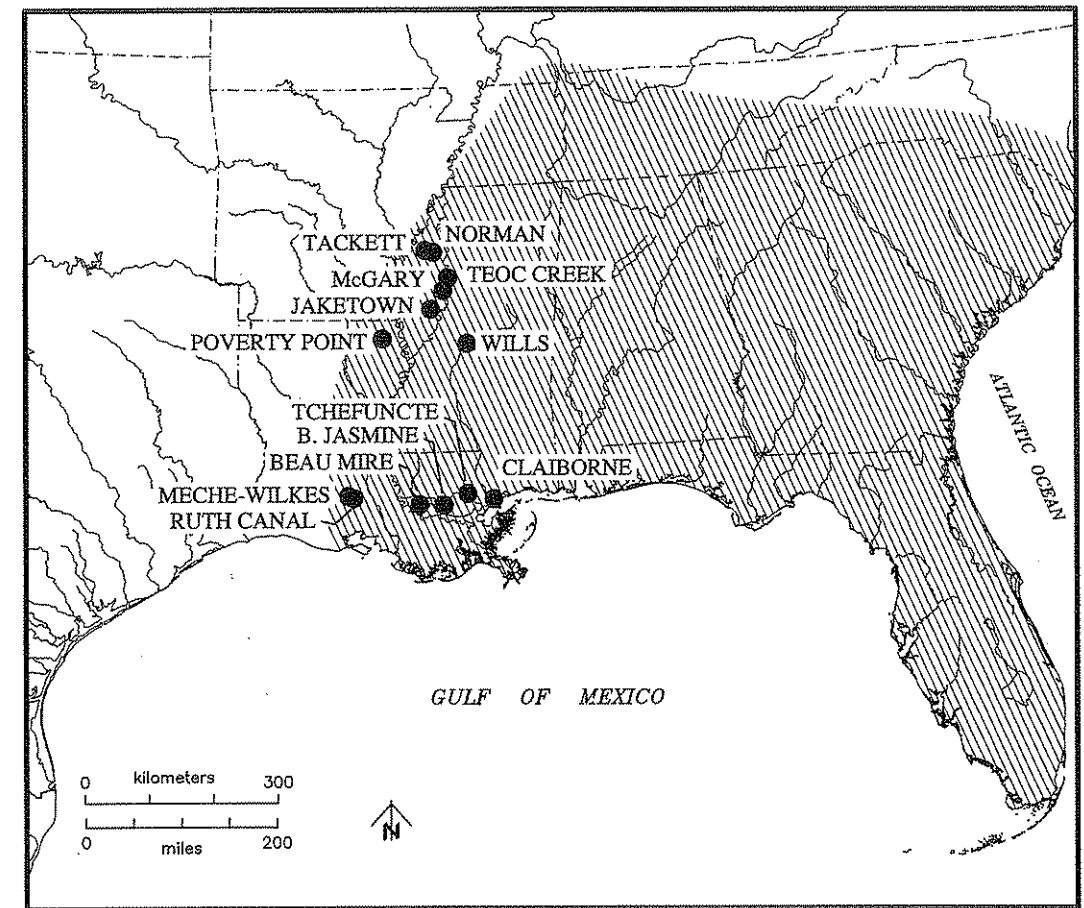 TACKETT
NORMAN
McGARY
TEOC CREEK
JAKETOWN
POVERTY POINT
WILLS
TCHEFUNCTE
B. JASMINE
BEAU MIRE
CLAIBORNE
MECHE-WILKES
RUTH CANAL
ATLANTIC OCEAN
GULF OF MEXICO
0 kilometers 300
0 miles 200
N